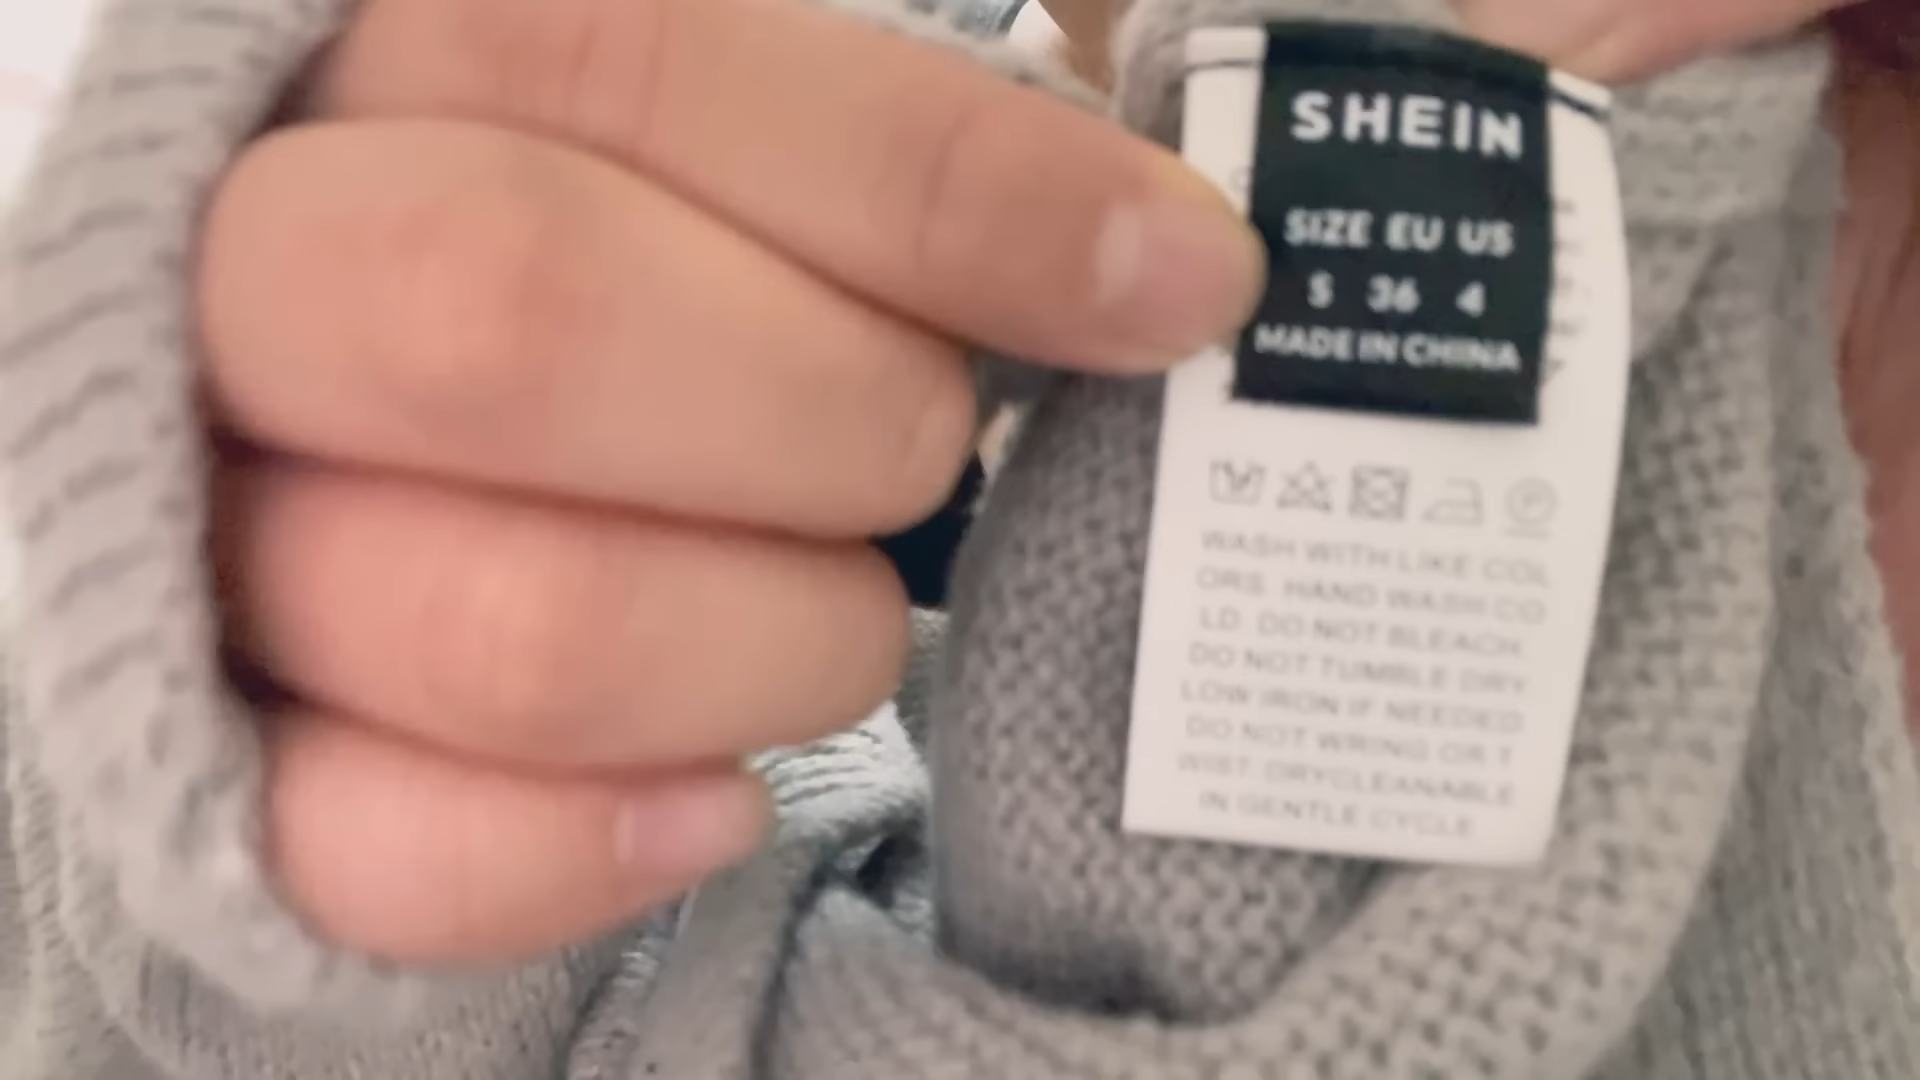 SHEIN
SIZE EU US
S 36 4
MADE IN CHINA
WASH WITH LIKE COL
ORS. HAND WASH CO
LD. DO NOT BLEACH.
DO NOT TUMBLE DRY
LOW IRON IF NEEDED
DO NOT WRING OR T
WIST. DRYCLEANABLE
IN GENTLE CYCLE